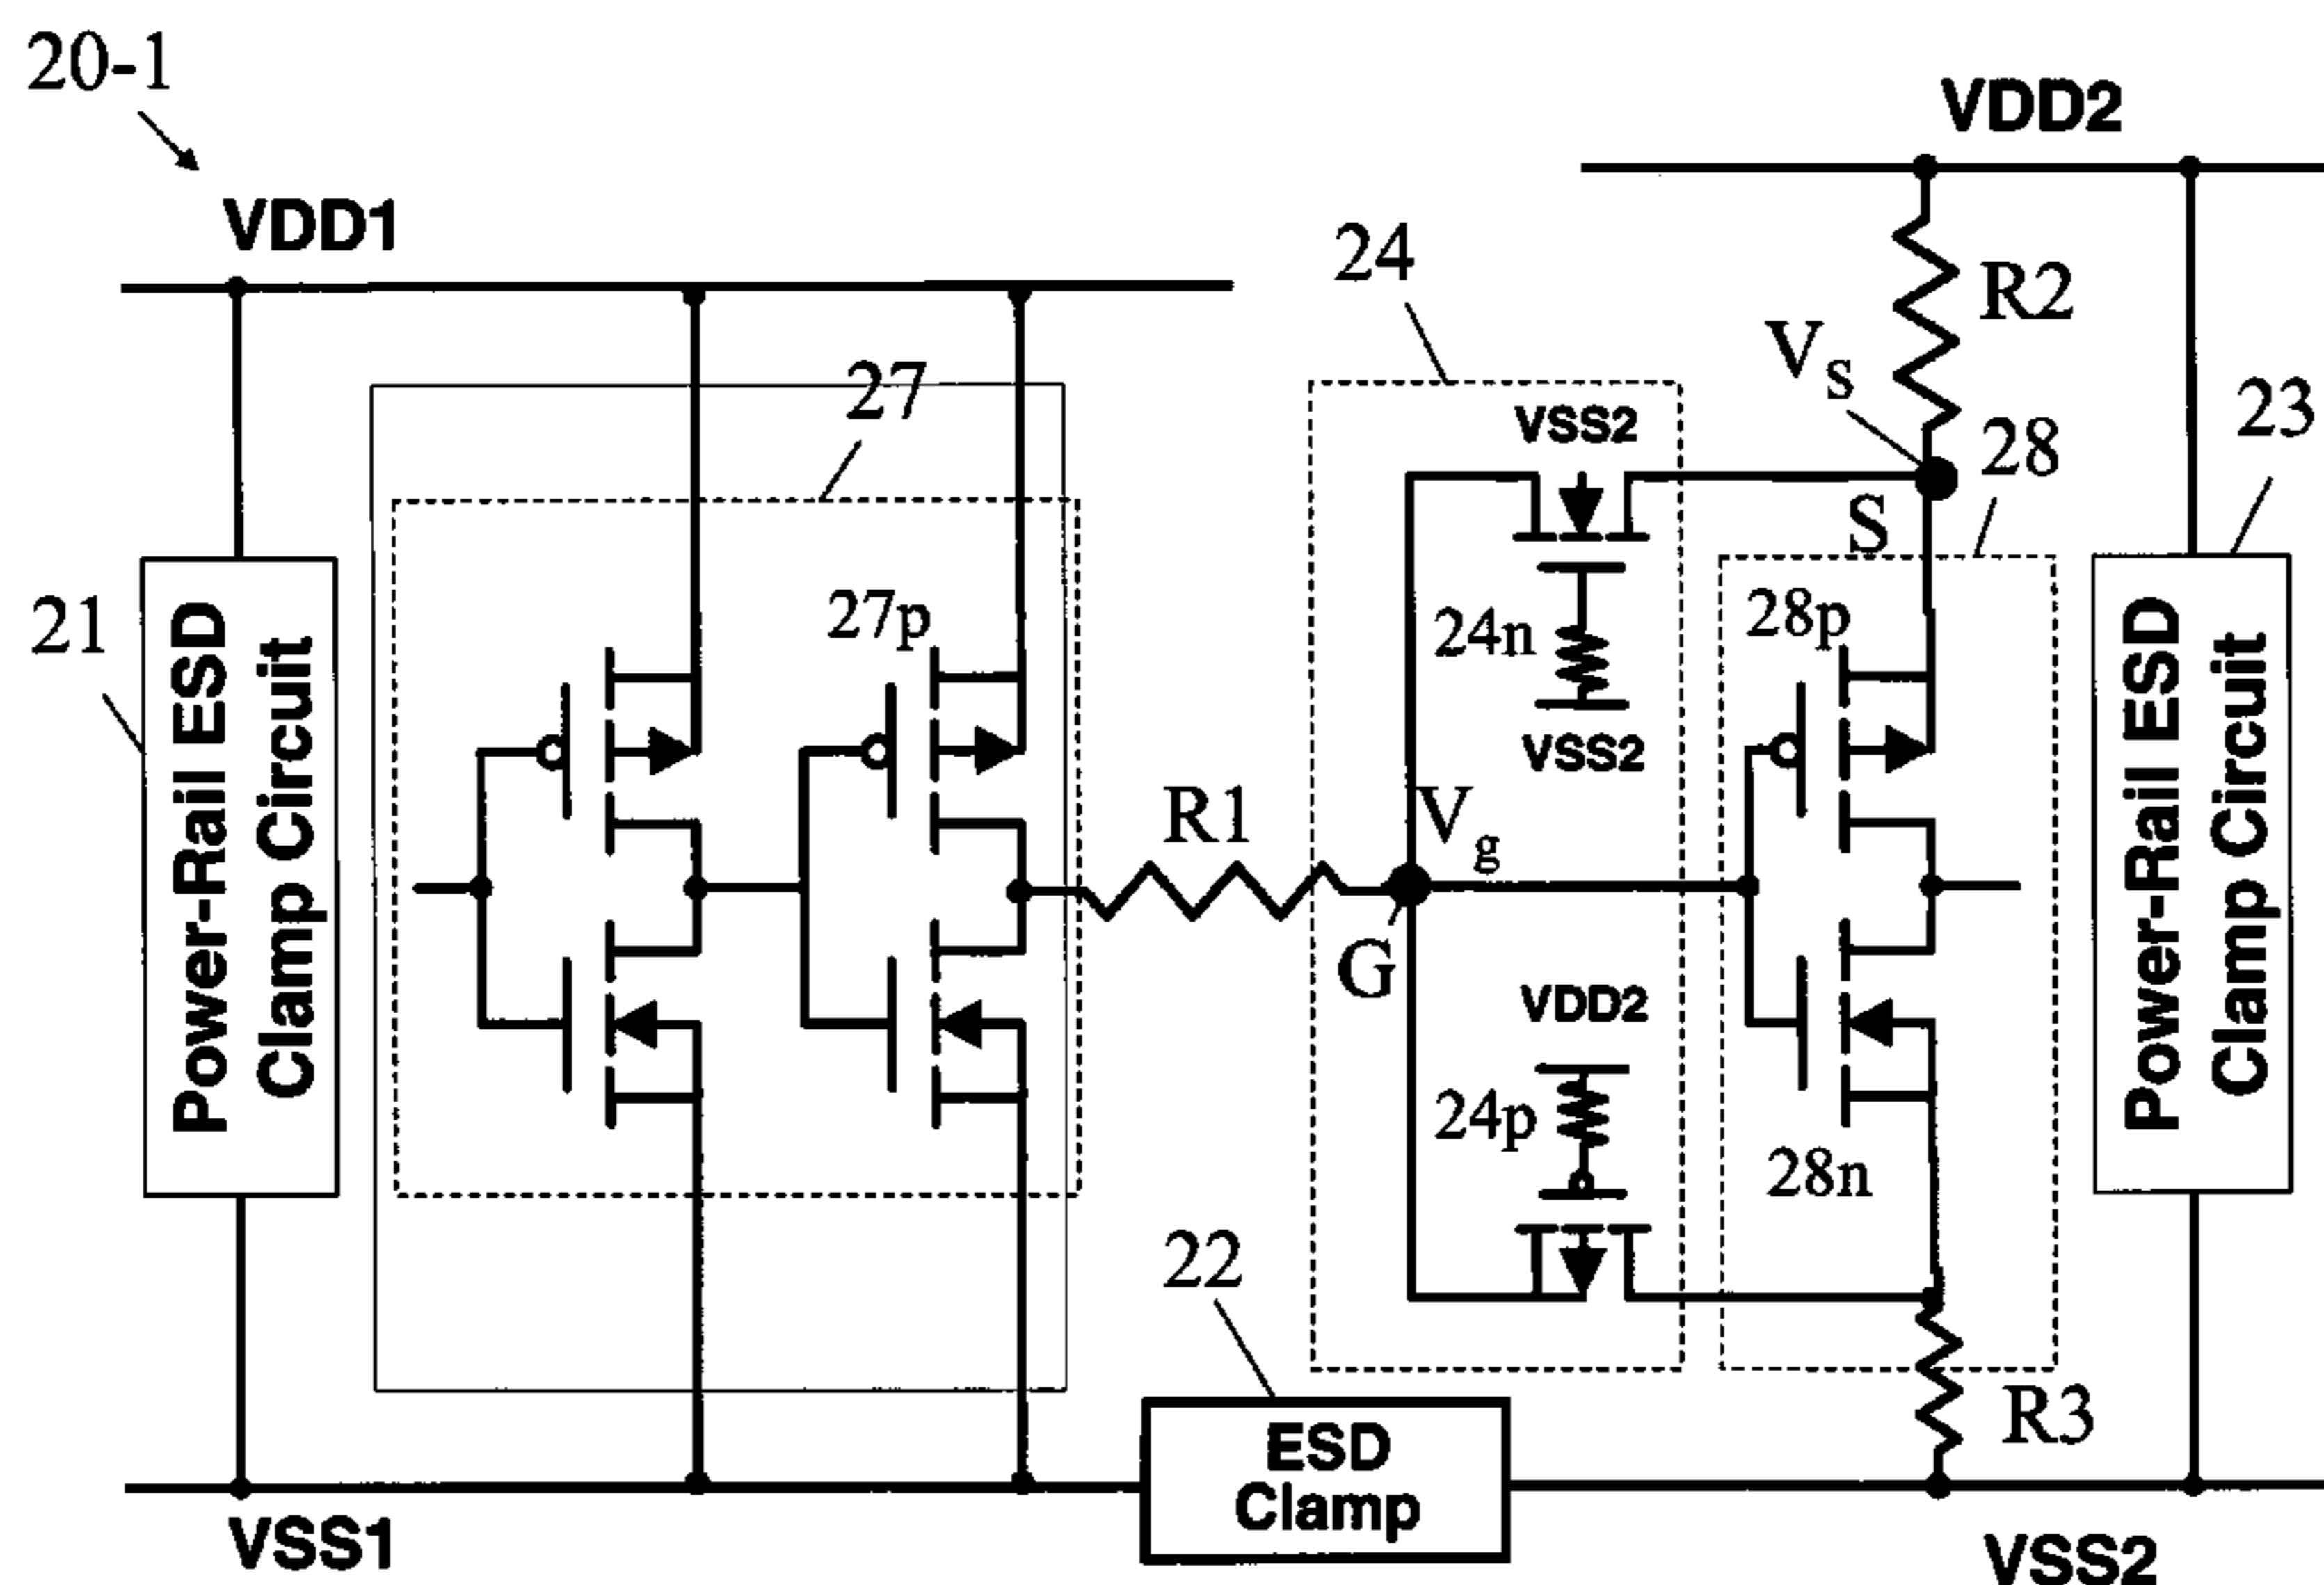 20-1
VDD1
VDD2
24
R2
VS
27
23
28
VSS2
S
21
Power-Rail ESD
Clamp Circuit
27p
24n
28p
Power-Rail ESD
Clamp Circuit
VSS2
R1
Vg
G
VDD2
24p
28n
22
ESD
Clamp
R3
VSS1
VSS2